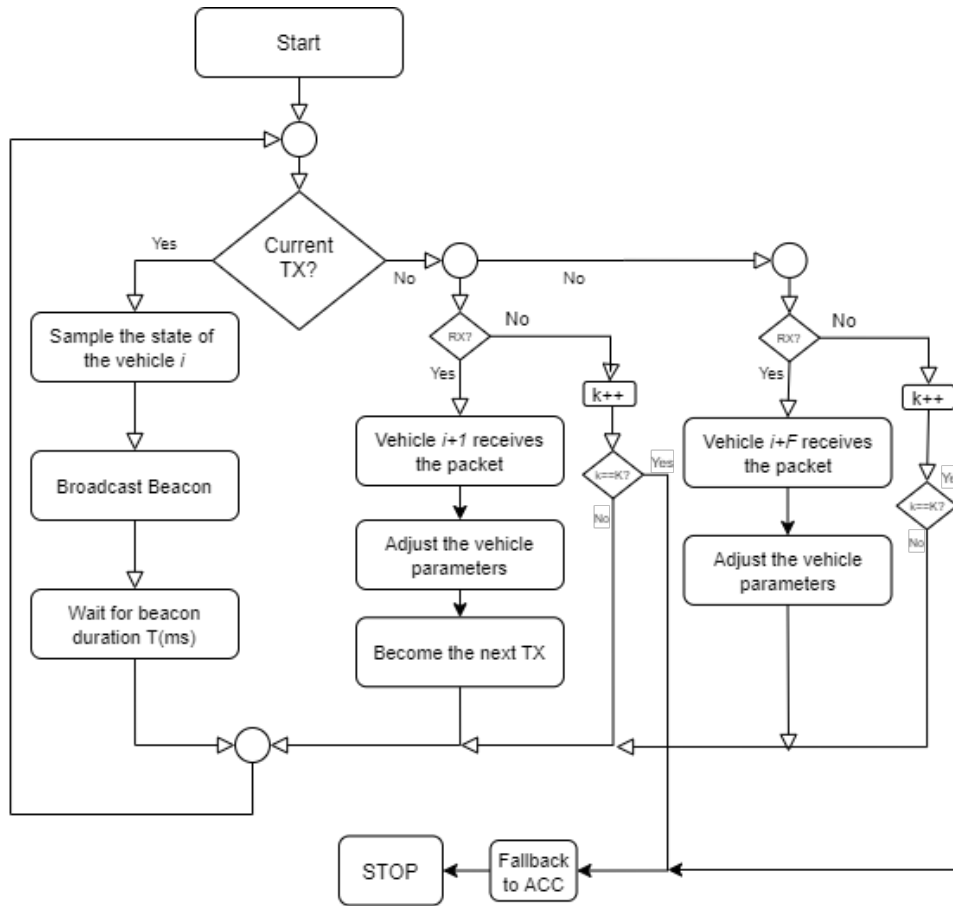 Start
Current
TX?
Yes
No
No
Sample the state of
the vehicle i
Broadcast Beacon
Wait for beacon
duration T(ms)
RX?
No
Yes
k++
Vehicle i+1 receives
the packet
k==K?
Yes
No
Adjust the vehicle
parameters
Become the next TX
RX?
No
Yes
k++
Vehicle i+F receives
the packet
k==K?
Ye
No
Adjust the vehicle
parameters
Fallback
to ACC
STOP